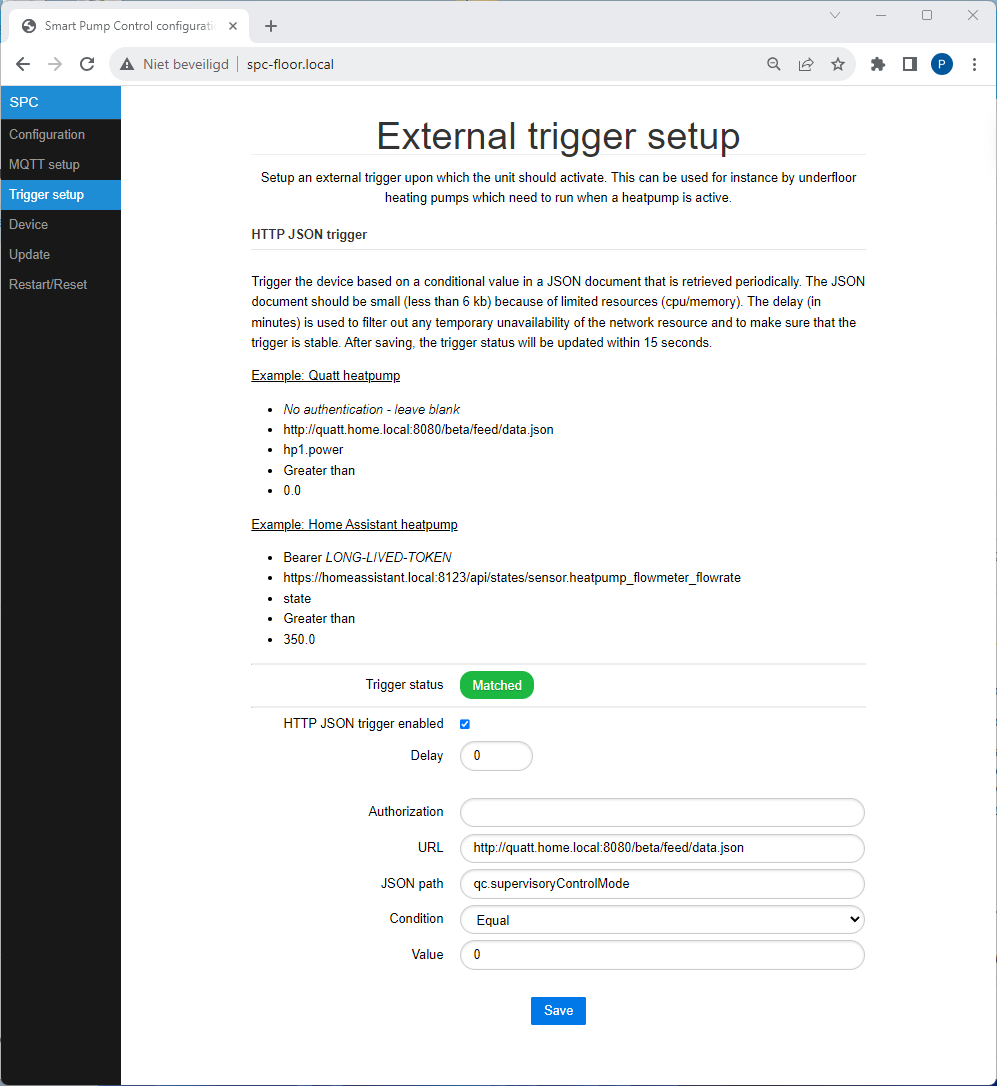 Smart Pump Control configurati
Niet beveiligd
spc-floor.local
P
SPC
Configuration
MQTT setup
Trigger setup
Device
Update
Restart/Reset
External trigger setup
Setup an external trigger upon which the unit should activate. This can be used for instance by underfloor
heating pumps which need to run when a heatpump is active.
HTTP JSON trigger
Trigger the device based on a conditional value in a JSON document that is retrieved periodically. The JSON
document should be small (less than 6 kb) because of limited resources (cpu/memory). The delay (in
minutes) is used to filter out any temporary unavailability of the network resource and to make sure that the
trigger is stable. After saving, the trigger status will be updated within 15 seconds.
Example: Quatt heatpump
No authentication - leave blank
http://quatt.home.local:8080/beta/feed/data.json
hp1.power
Greater than
0.0
Example: Home Assistant heatpump
Bearer LONG-LIVED-TOKEN
https://homeassistant.local:8123/api/states/sensor.heatpump_flowmeter_flowrate
state
Greater than
350.0
Trigger status Matched
HTTP JSON trigger enabled
Delay 0
Authorization
URL http://quatt.home.local:8080/beta/feed/data.json
JSON path qc.supervisoryControlMode
Condition Equal
Value 0
Save